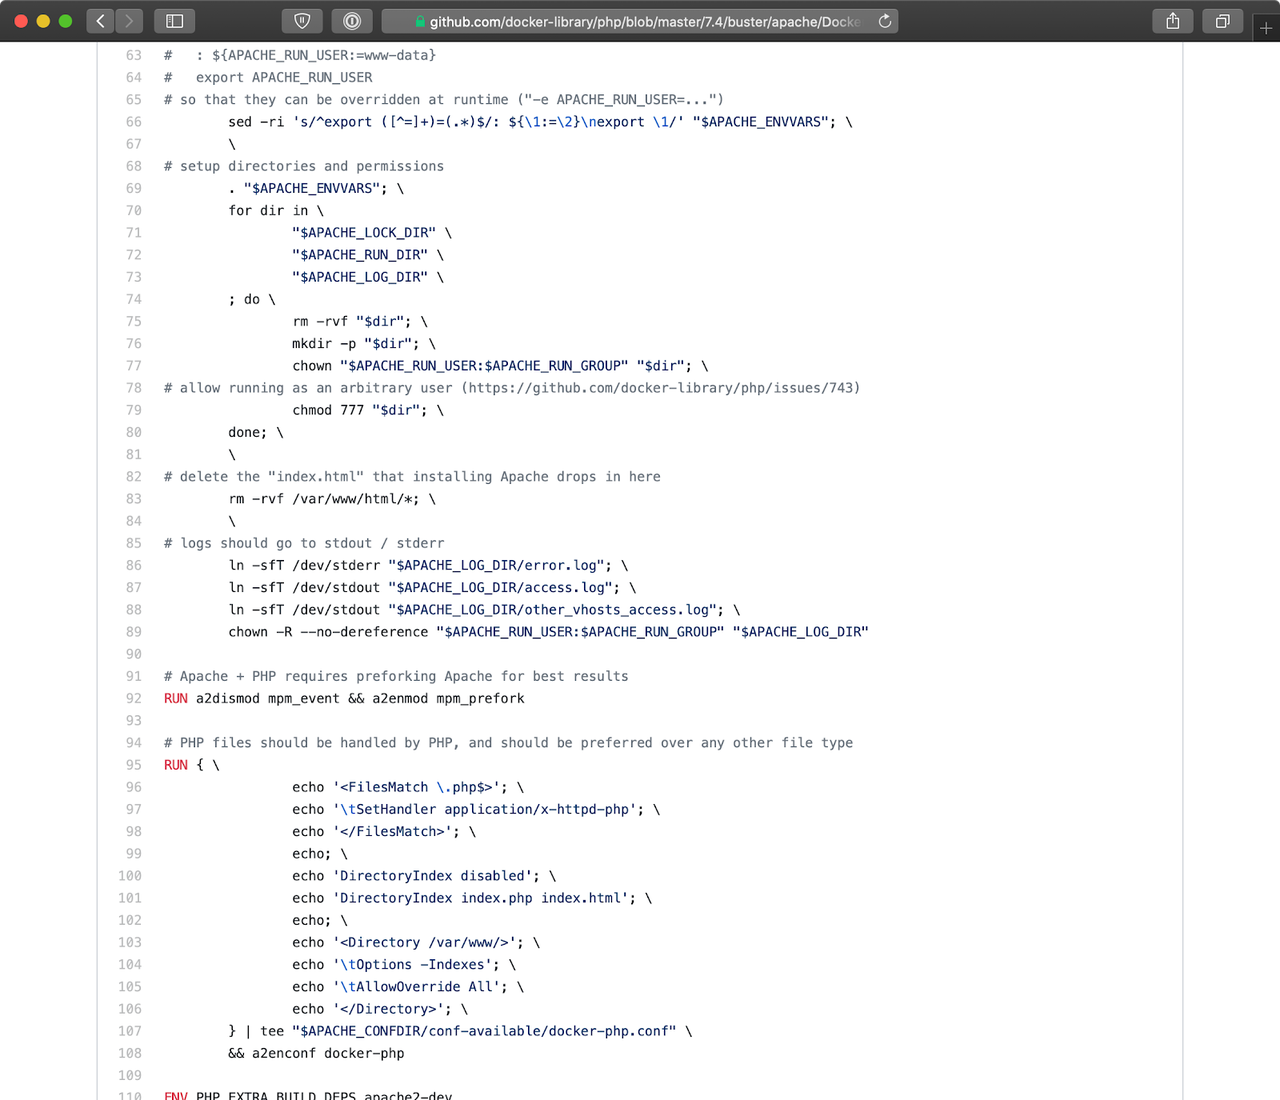 github.com/docker-library/php/blob/master/7.4/buster/apache/Docke
63 #   : ${APACHE_RUN_USER:=www-data}
64 #   export APACHE_RUN_USER
65 # so that they can be overridden at runtime ("-e APACHE_RUN_USER=...")
66         sed -ri 's/^export ([^=]+)=(.*)$/: ${\1:=\2}\nexport \1/' "$APACHE_ENVVARS"; \
67         \
68 # setup directories and permissions
69         . "$APACHE_ENVVARS"; \
70         for dir in \
71                 "$APACHE_LOCK_DIR" \
72                 "$APACHE_RUN_DIR" \
73                 "$APACHE_LOG_DIR" \
74         ; do \
75                 rm -rvf "$dir"; \
76                 mkdir -p "$dir"; \
77                 chown "$APACHE_RUN_USER:$APACHE_RUN_GROUP" "$dir"; \
78 # allow running as an arbitrary user (https://github.com/docker-library/php/issues/743)
79                 chmod 777 "$dir"; \
80         done; \
81         \
82 # delete the "index.html" that installing Apache drops in here
83         rm -rvf /var/www/html/*; \
84         \
85 # logs should go to stdout / stderr
86         ln -sfT /dev/stderr "$APACHE_LOG_DIR/error.log"; \
87         ln -sfT /dev/stdout "$APACHE_LOG_DIR/access.log"; \
88         ln -sfT /dev/stdout "$APACHE_LOG_DIR/other_vhosts_access.log"; \
89         chown -R --no-dereference "$APACHE_RUN_USER:$APACHE_RUN_GROUP" "$APACHE_LOG_DIR"
90
91 # Apache + PHP requires preforking Apache for best results
92 RUN a2dismod mpm_event && a2enmod mpm_prefork
93
94 # PHP files should be handled by PHP, and should be preferred over any other file type
95 RUN { \
96                 echo '<FilesMatch \.php$>'; \
97                 echo '\tSetHandler application/x-httpd-php'; \
98                 echo '</FilesMatch>'; \
99                 echo; \
100                 echo 'DirectoryIndex disabled'; \
101                 echo 'DirectoryIndex index.php index.html'; \
102                 echo; \
103                 echo '<Directory /var/www/>'; \
104                 echo '\tOptions -Indexes'; \
105                 echo '\tAllowOverride All'; \
106                 echo '</Directory>'; \
107         } | tee "$APACHE_CONFDIR/conf-available/docker-php.conf" \
108         && a2enconf docker-php
109
110 ENV PHP_EXTRA_BUILD_DEPS apache2-dev